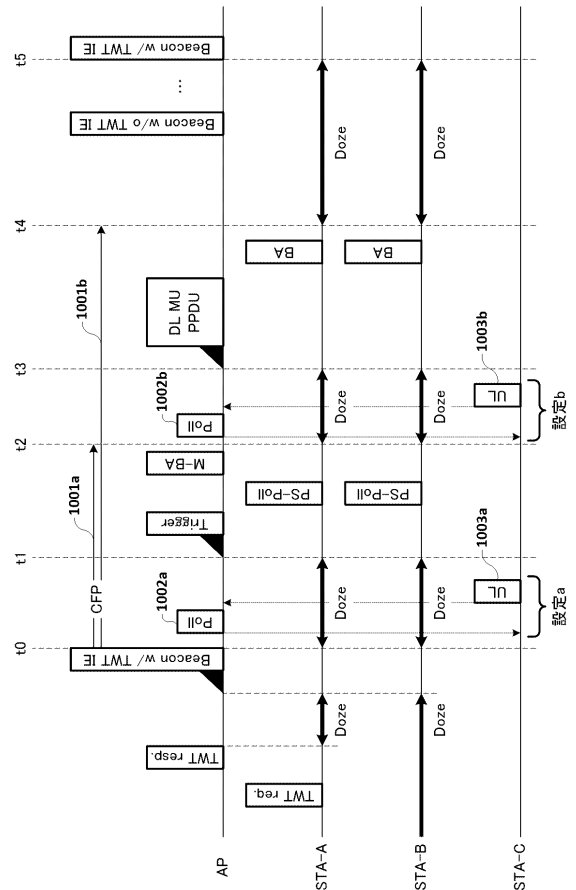 t0
t1
t2
t3
t4
t5
CFP
1001a
1001b
AP
TWT resp.
Beacon w/ TWT IE
Poll
1002a
Trigger
M-BA
Poll
1002b
DL MU
PPDU
Beacon w/o TWT IE
...
Beacon w/ TWT IE
STA-A
TWT req.
Doze
Doze
PS-Poll
Doze
BA
Doze
STA-B
Doze
Doze
PS-Poll
Doze
BA
Doze
STA-C
UL
1003a
UL
1003b
設定a
設定b